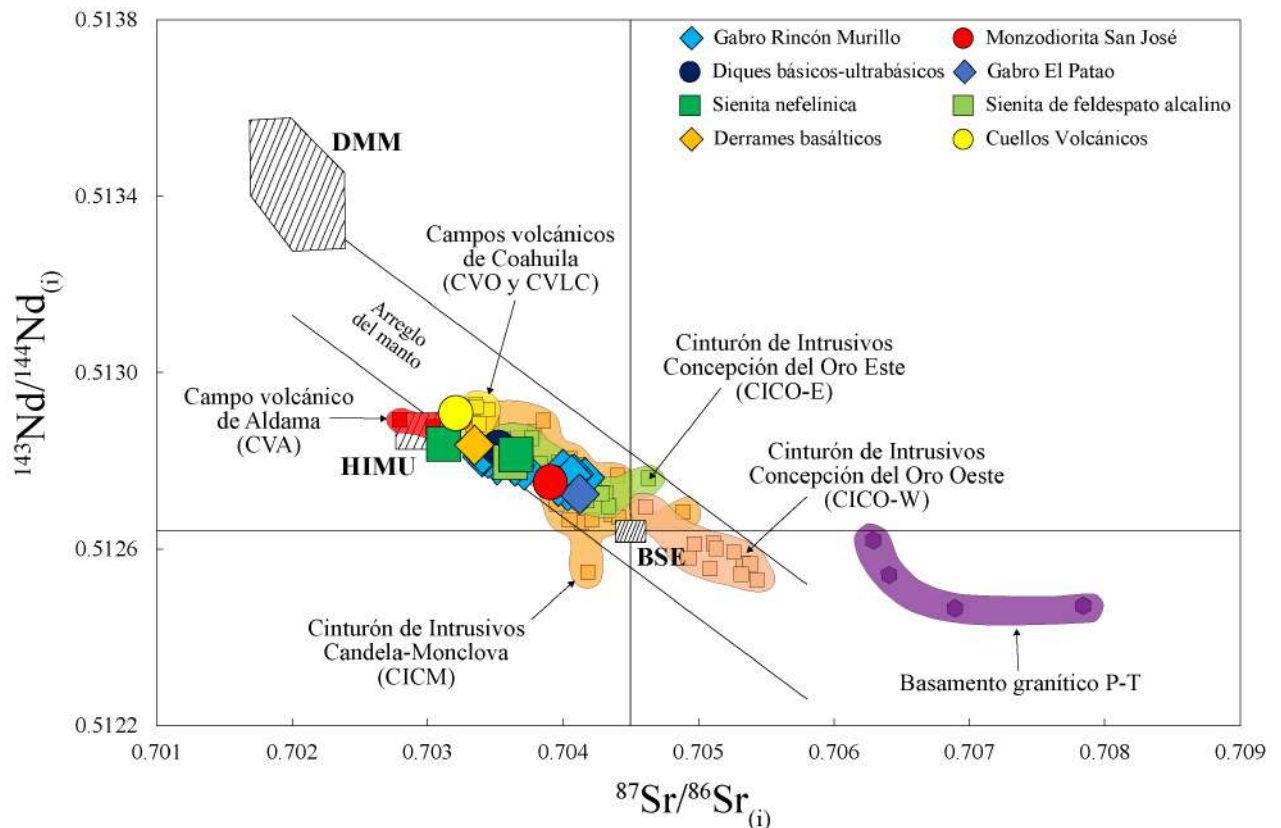 0.5138
0.5134
0.5130
0.5126
0.5122
143Nd/144Nd(i)
Gabro Rincón Murillo
Monzodiorita San José
Diques básicos-ultrabásicos
Gabro El Patao
Sienita nefelínica
Sienita de feldespato alcalino
Derrames basálticos
Cuellos Volcánicos
DMM
Campos volcánicos
de Coahuila
(CVO y CVLC)
Arreglo
del manto
Cinturón de Intrusivos
Concepción del Oro Este
(CICO-E)
Campo volcánico
de Aldama
(CVA)
HIMU
Cinturón de Intrusivos
Concepción del Oro Oeste
(CICO-W)
BSE
Cinturón de Intrusivos
Candela-Monclova
(CICM)
Basamento granítico P-T
0.701
0.702
0.703
0.704
0.705
0.706
0.707
0.708
0.709
87Sr/86Sr(i)